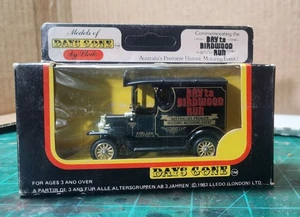 Models of
DAYS GONE
by Lledo
Commemorating the
BAY to
BIRDWOOD
RUN
Australia's Premiere Historic Motoring Event!
BAY to
BIRDWOOD
RUN
DAYS GONE
FOR AGES 3 AND OVER
A PARTIR DE 3 ANS FÜR ALLE ALTERSGRUPPEN AB 3 JAHREN © 1983 LLEDO (LONDON) LTD.